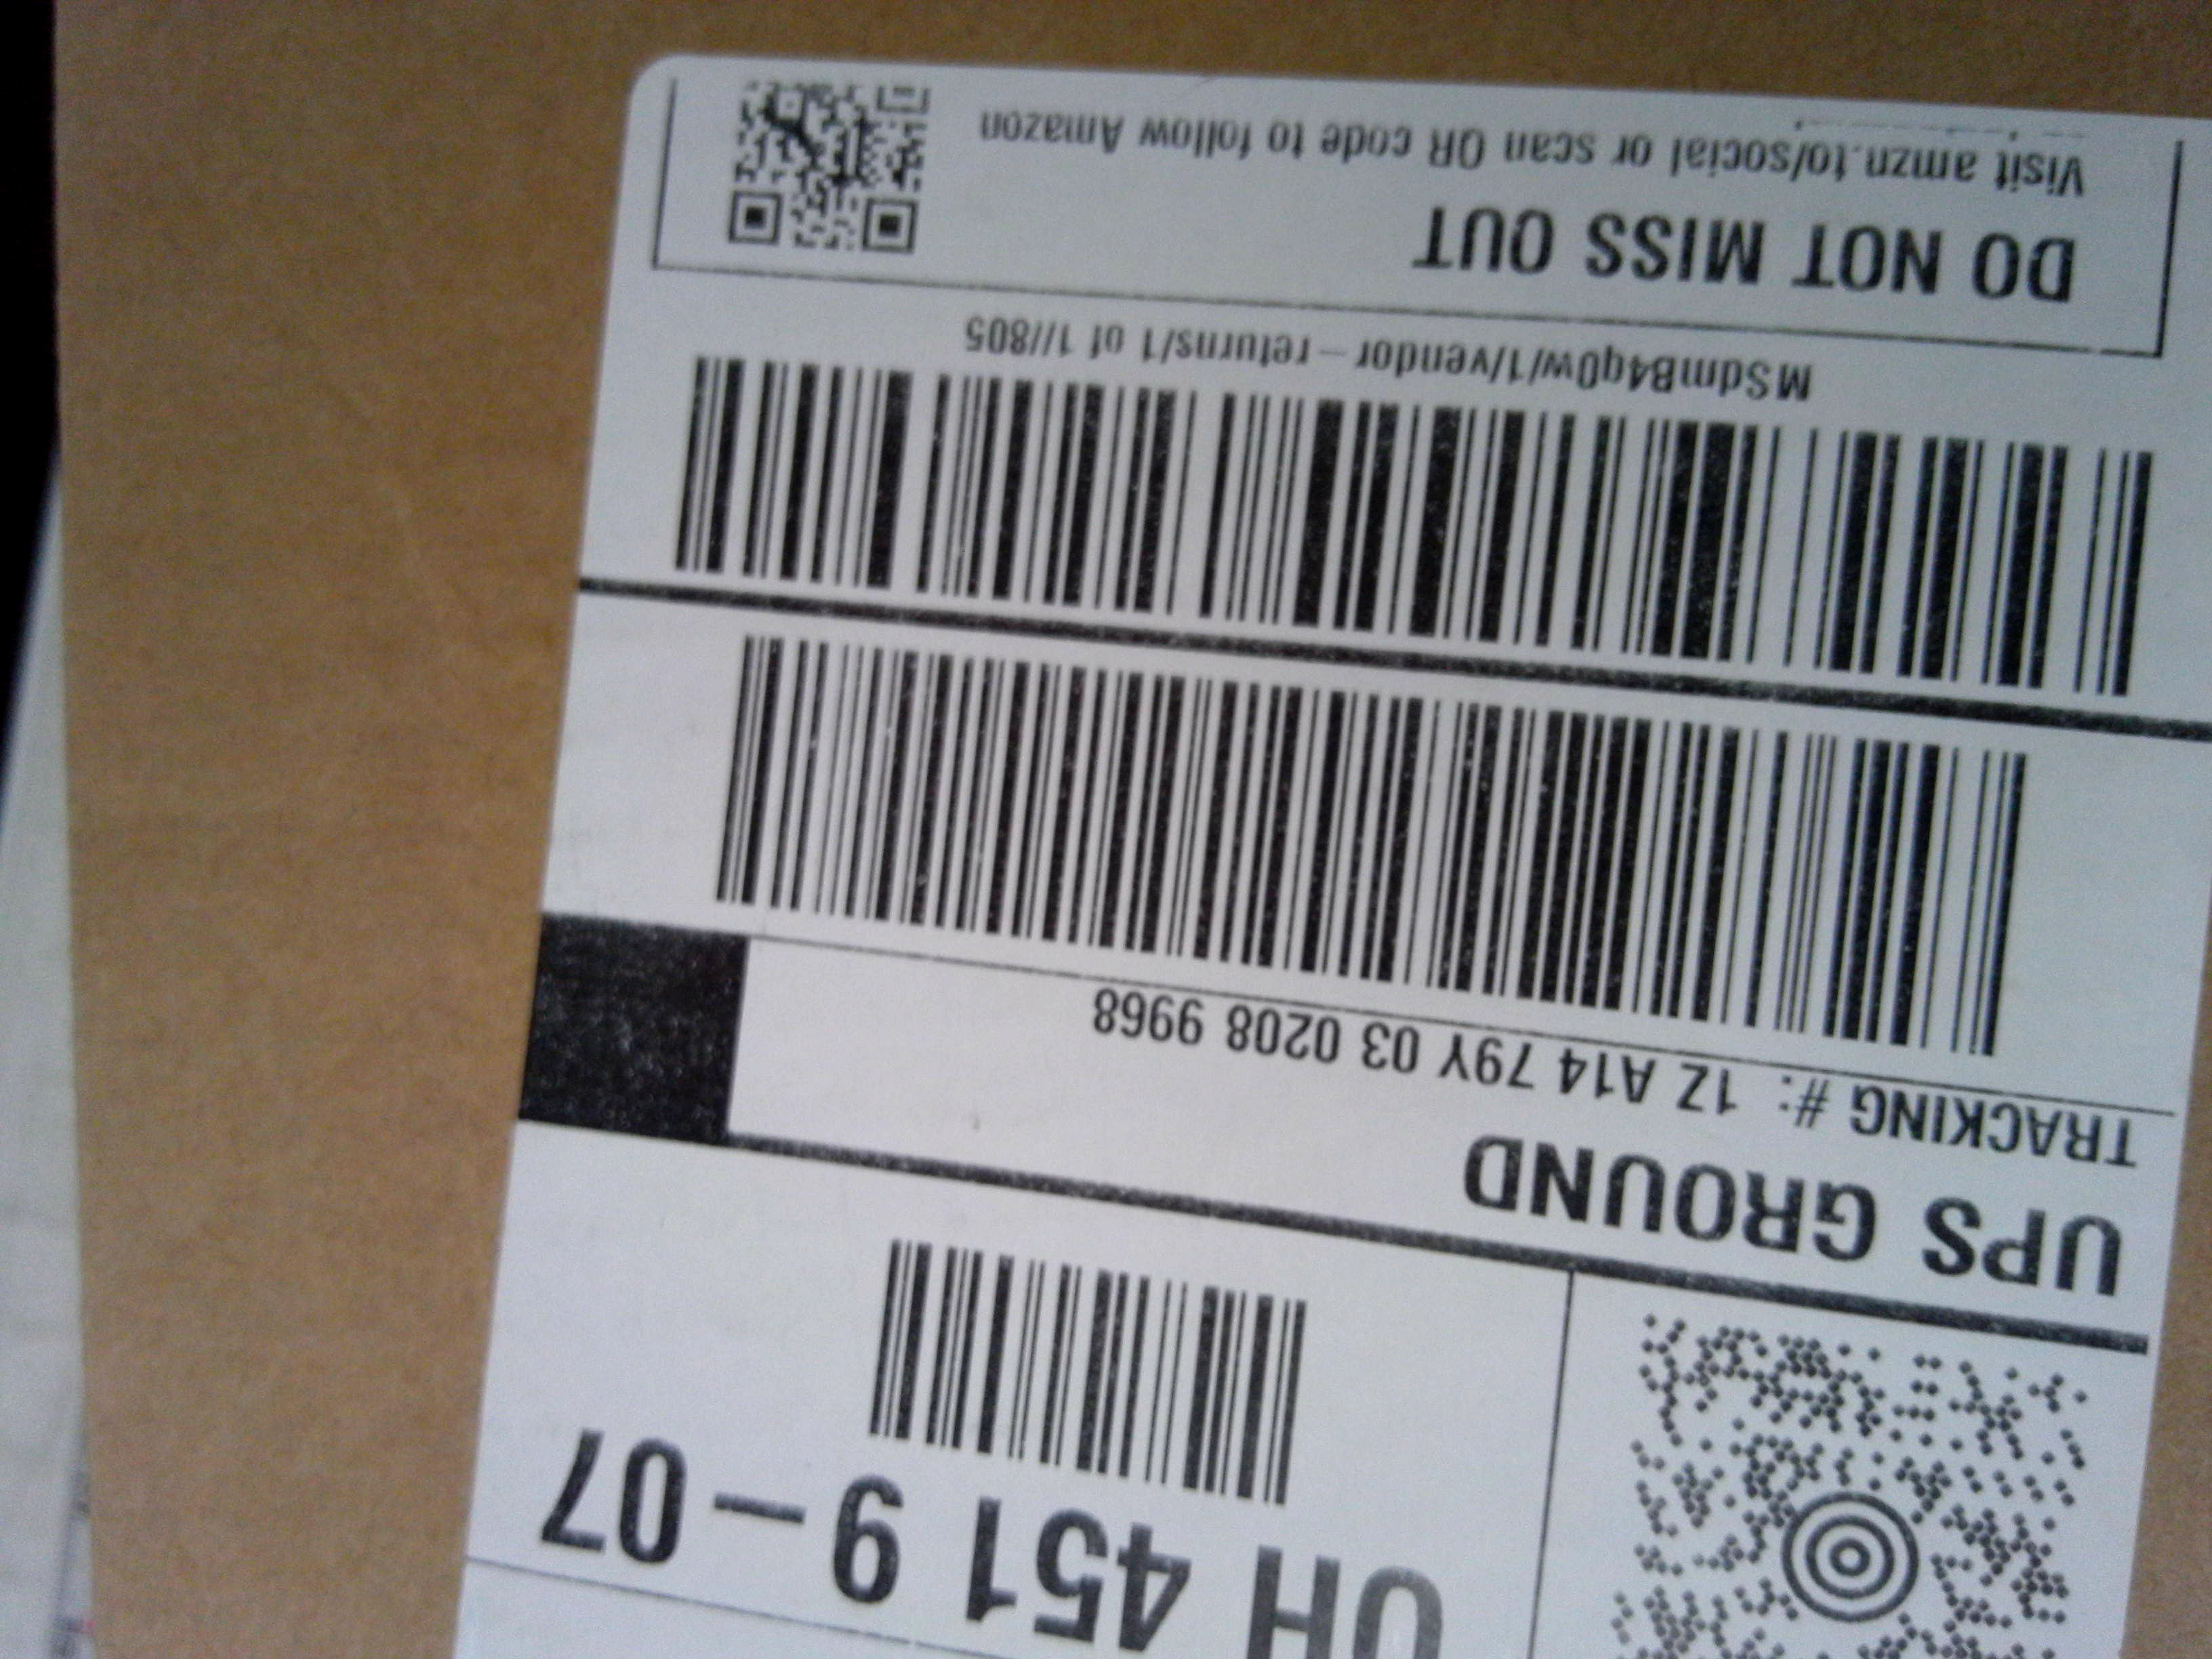 OH 451 9-07
UPS GROUND
TRACKING #: 1Z A14 79Y 03 0208 9968
MSdmB4q0w/1/vendor-returns/1 of 1//805
DO NOT MISS OUT
Visit amzn.to/social or scan QR code to follow Amazon